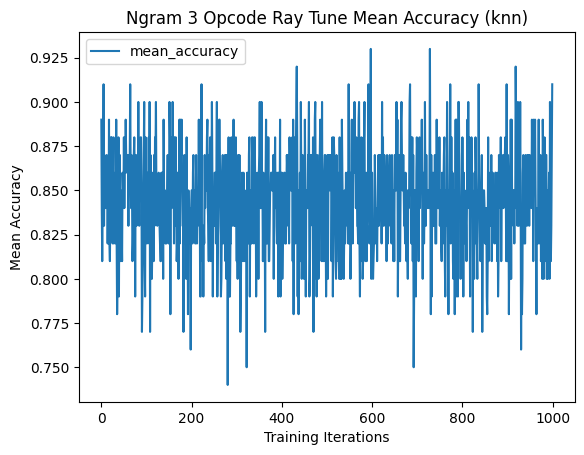 Ngram 3 Opcode Ray Tune Mean Accuracy (knn)
mean_accuracy
0.925
0.900
0.875
0.850
0.825
0.800
0.775
0.750
Mean Accuracy
0 200 400 600 800 1000
Training Iterations